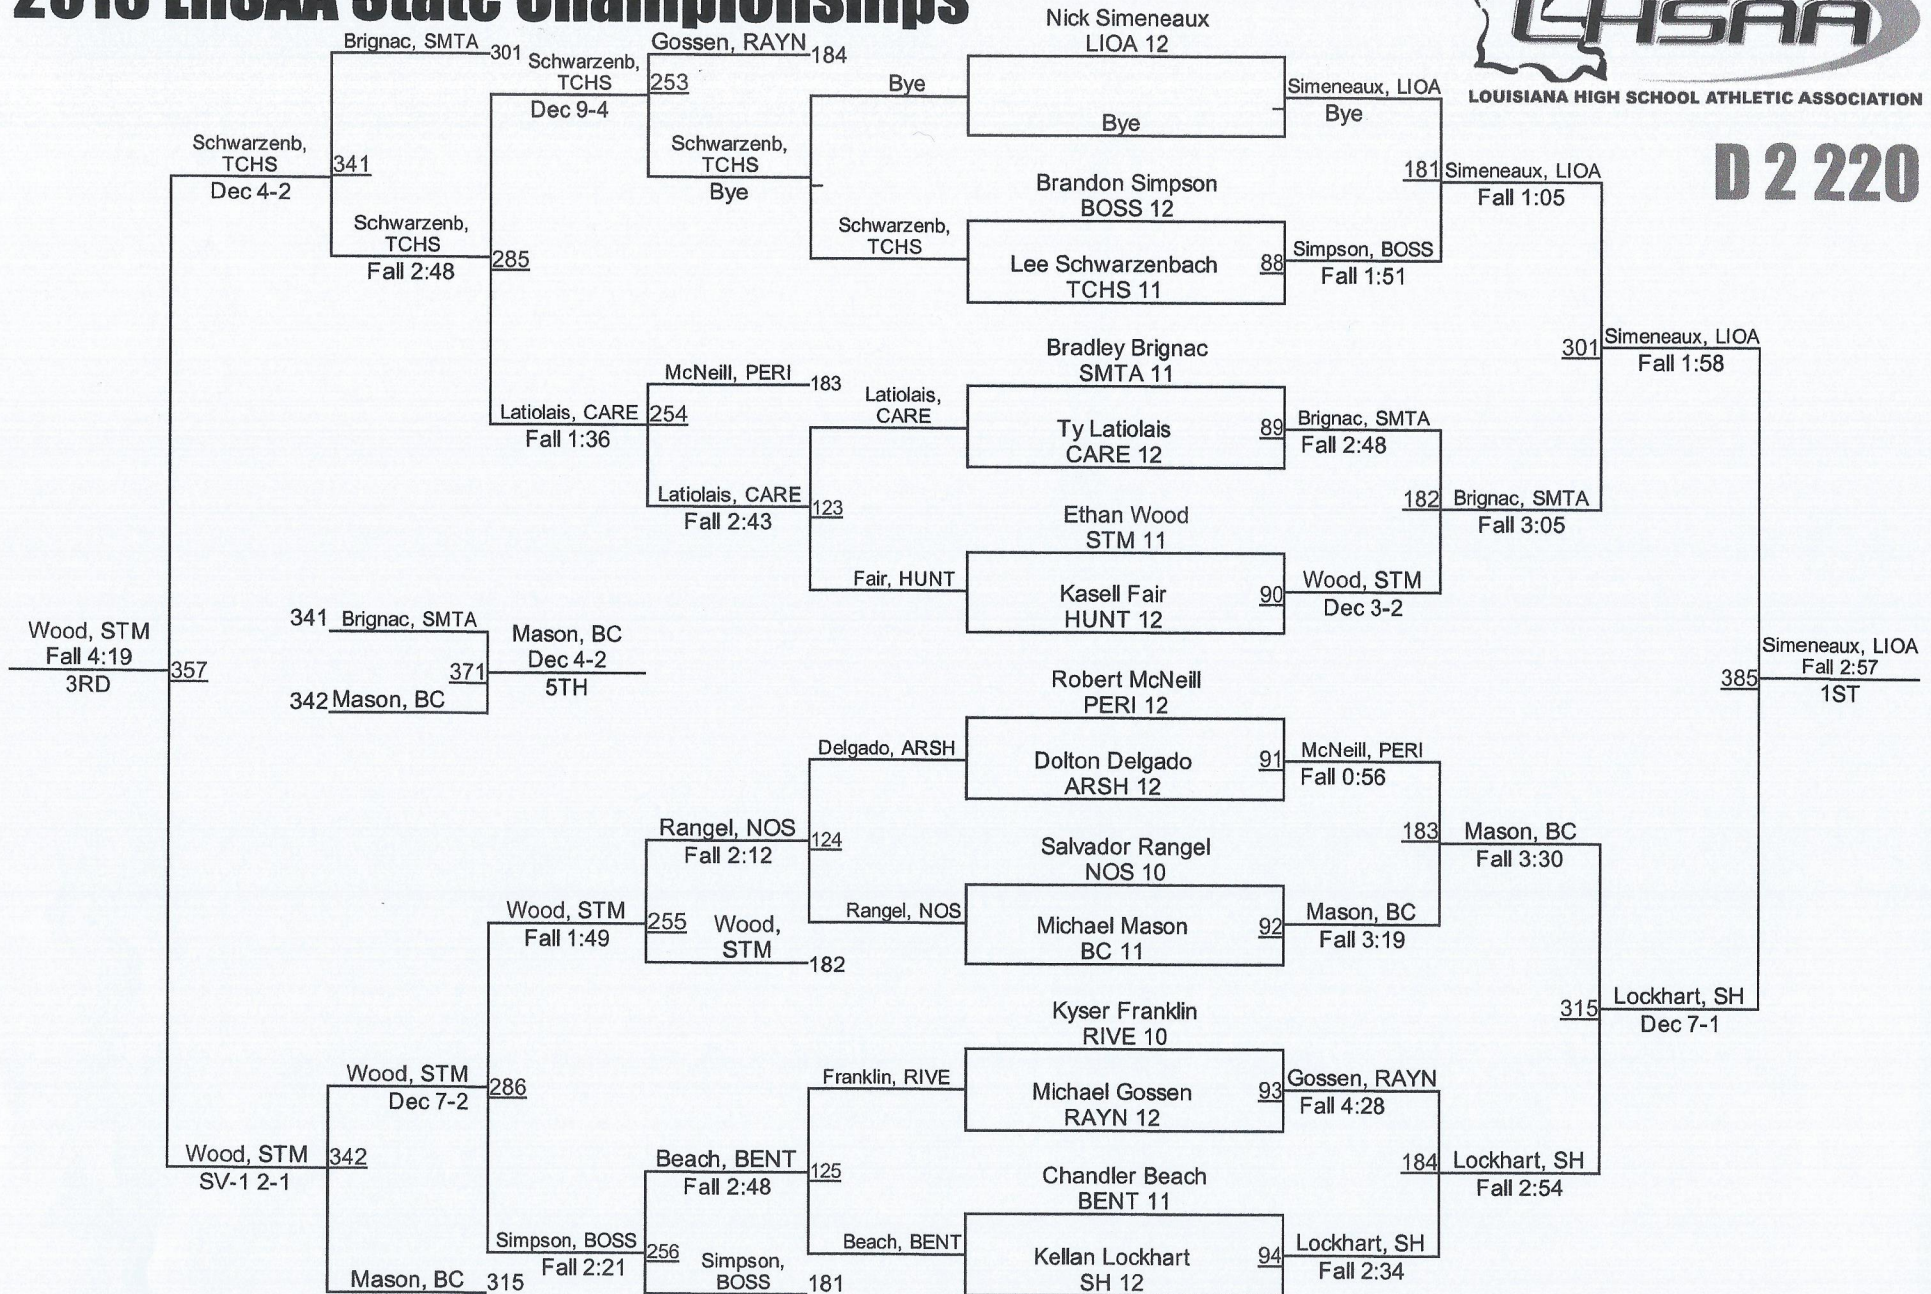 LHSAA State Championships
LHSAA
LOUISIANA HIGH SCHOOL ATHLETIC ASSOCIATION
D 2 220
Nick Simeneaux
LIOA 12
Bye
Brandon Simpson
BOSS 12
Lee Schwarzenbach
TCHS 11
88
Bradley Brignac
SMTA 11
Ty Latiolais
CARE 12
89
Ethan Wood
STM 11
Kasell Fair
HUNT 12
90
Robert McNeill
PERI 12
Dolton Delgado
ARSH 12
91
Salvador Rangel
NOS 10
Michael Mason
BC 11
92
Kyser Franklin
RIVE 10
Michael Gossen
RAYN 12
93
Chandler Beach
BENT 11
Kellan Lockhart
SH 12
94
Simeneaux, LIOA
Bye
Simpson, BOSS
Fall 1:51
Brignac, SMTA
Fall 2:48
Wood, STM
Dec 3-2
McNeill, PERI
Fall 0:56
Mason, BC
Fall 3:19
Gossen, RAYN
Fall 4:28
Lockhart, SH
Fall 2:34
181
Simeneaux, LIOA
Fall 1:05
182
Brignac, SMTA
Fall 3:05
183
Mason, BC
Fall 3:30
184
Lockhart, SH
Fall 2:54
301
Simeneaux, LIOA
Fall 1:58
315
Lockhart, SH
Dec 7-1
385
Simeneaux, LIOA
Fall 2:57
1ST
Bye
Schwarzenb,
TCHS
Latiolais,
CARE
Fair, HUNT
Delgado, ARSH
Rangel, NOS
Franklin, RIVE
Beach, BENT
Gossen, RAYN
184
Schwarzenb,
TCHS
Bye
McNeill, PERI
183
Latiolais, CARE
Fall 2:43
123
Rangel, NOS
Fall 2:12
124
Wood,
STM
182
Beach, BENT
Fall 2:48
125
Simpson,
BOSS
181
Schwarzenb,
TCHS
Dec 9-4
253
Latiolais, CARE
Fall 1:36
254
Wood, STM
Fall 1:49
255
Simpson, BOSS
Fall 2:21
256
Brignac, SMTA
301
Schwarzenb,
TCHS
Fall 2:48
285
Wood, STM
Dec 7-2
286
Mason, BC
315
Schwarzenb,
TCHS
Dec 4-2
341
Wood, STM
SV-1 2-1
342
Wood, STM
Fall 4:19
3RD
357
341 Brignac, SMTA
342 Mason, BC
371
Mason, BC
Dec 4-2
5TH